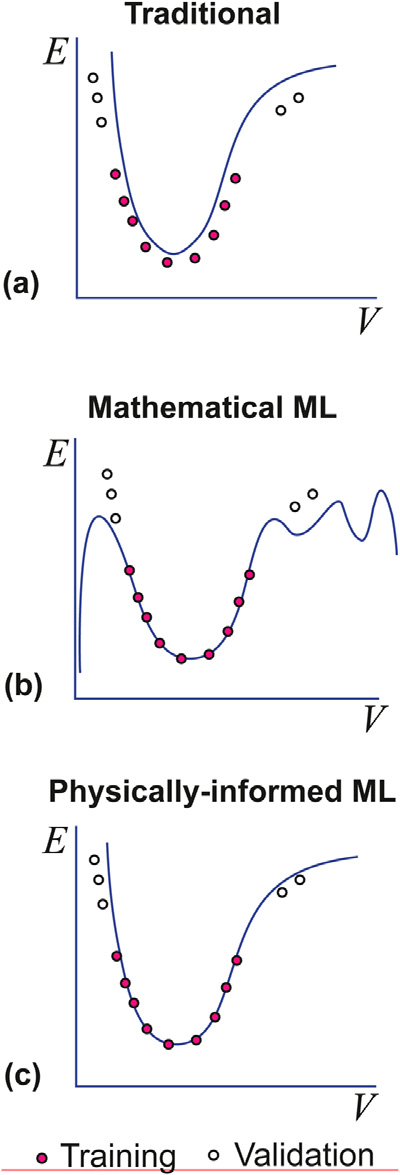 Traditional
E
(a)
V
Mathematical ML
E
(b)
V
Physically-informed ML
E
(c)
V
Training Validation